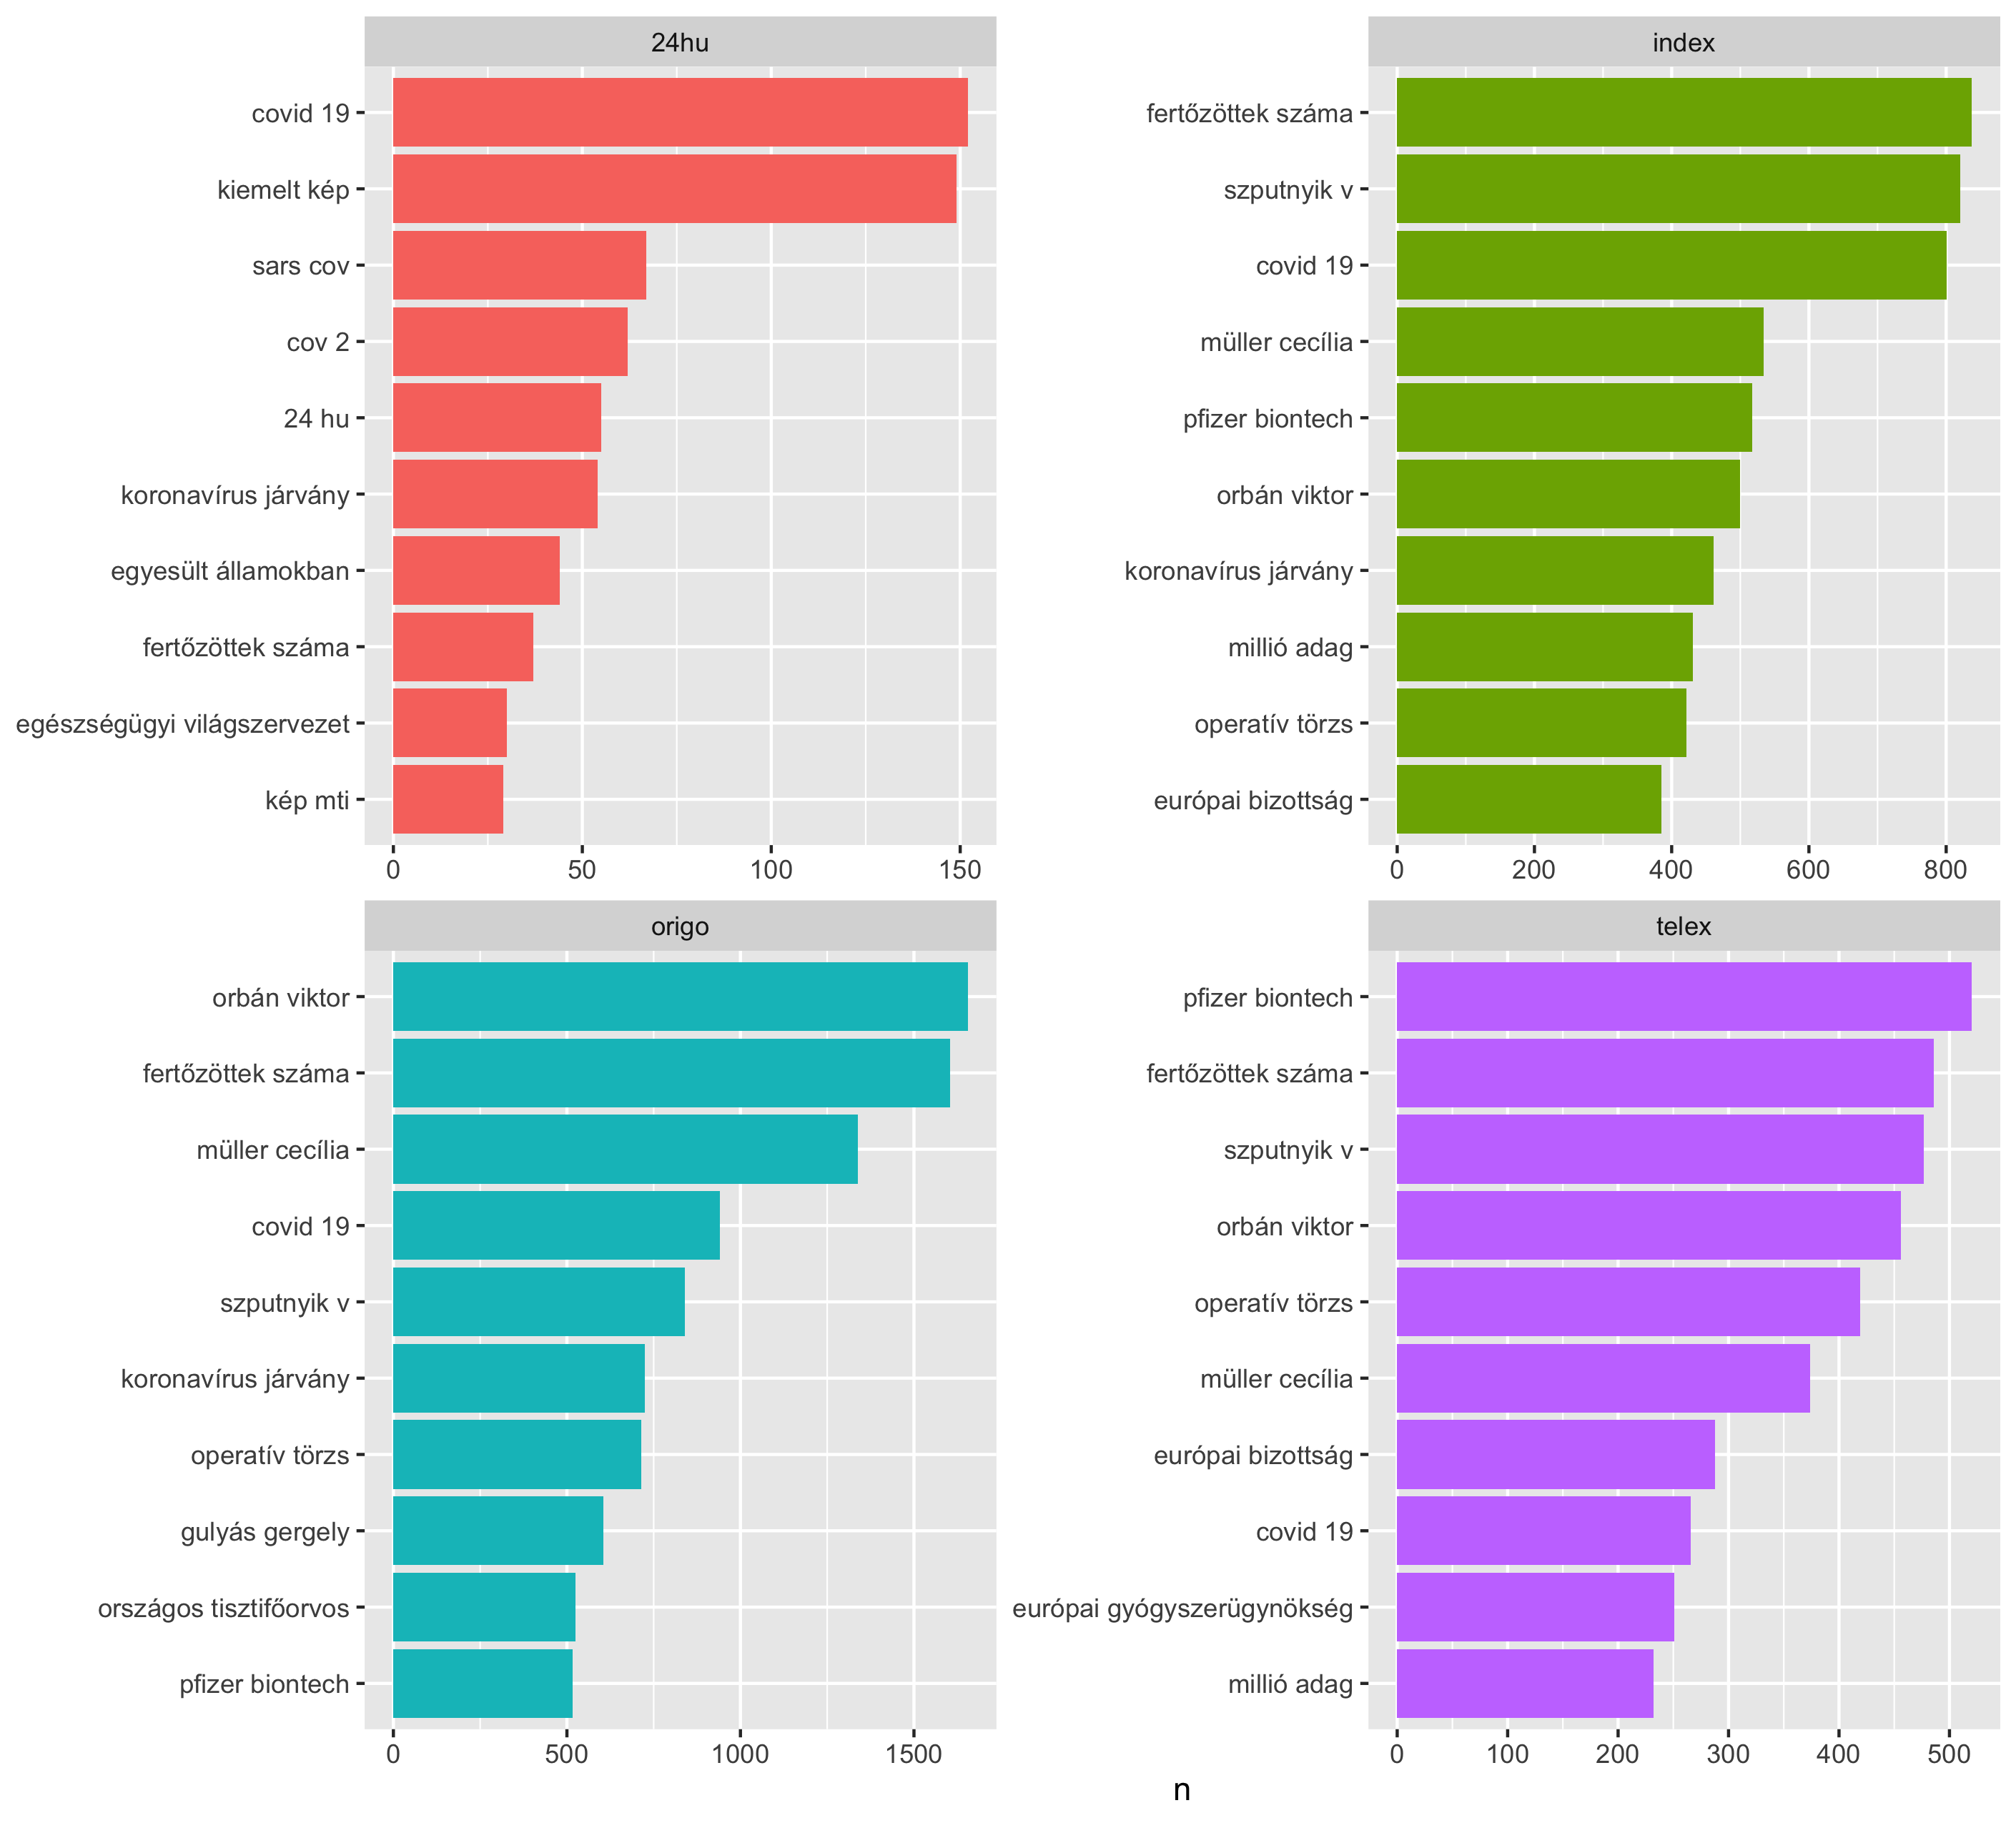 24hu
covid 19
kiemelt kép
sars cov
cov 2
24 hu
koronavírus járvány
egyesült államokban
fertőzöttek száma
egészségügyi világszervezet
kép mti
0 50 100 150
index
fertőzöttek száma
szputnyik v
covid 19
müller cecília
pfizer biontech
orbán viktor
koronavírus járvány
millió adag
operatív törzs
európai bizottság
0 200 400 600 800
origo
orbán viktor
fertőzöttek száma
müller cecília
covid 19
szputnyik v
koronavírus járvány
operatív törzs
gulyás gergely
országos tisztifőorvos
pfizer biontech
0 500 1000 1500
telex
pfizer biontech
fertőzöttek száma
szputnyik v
orbán viktor
operatív törzs
müller cecília
európai bizottság
covid 19
európai gyógyszerügynökség
millió adag
0 100 200 300 400 500
n